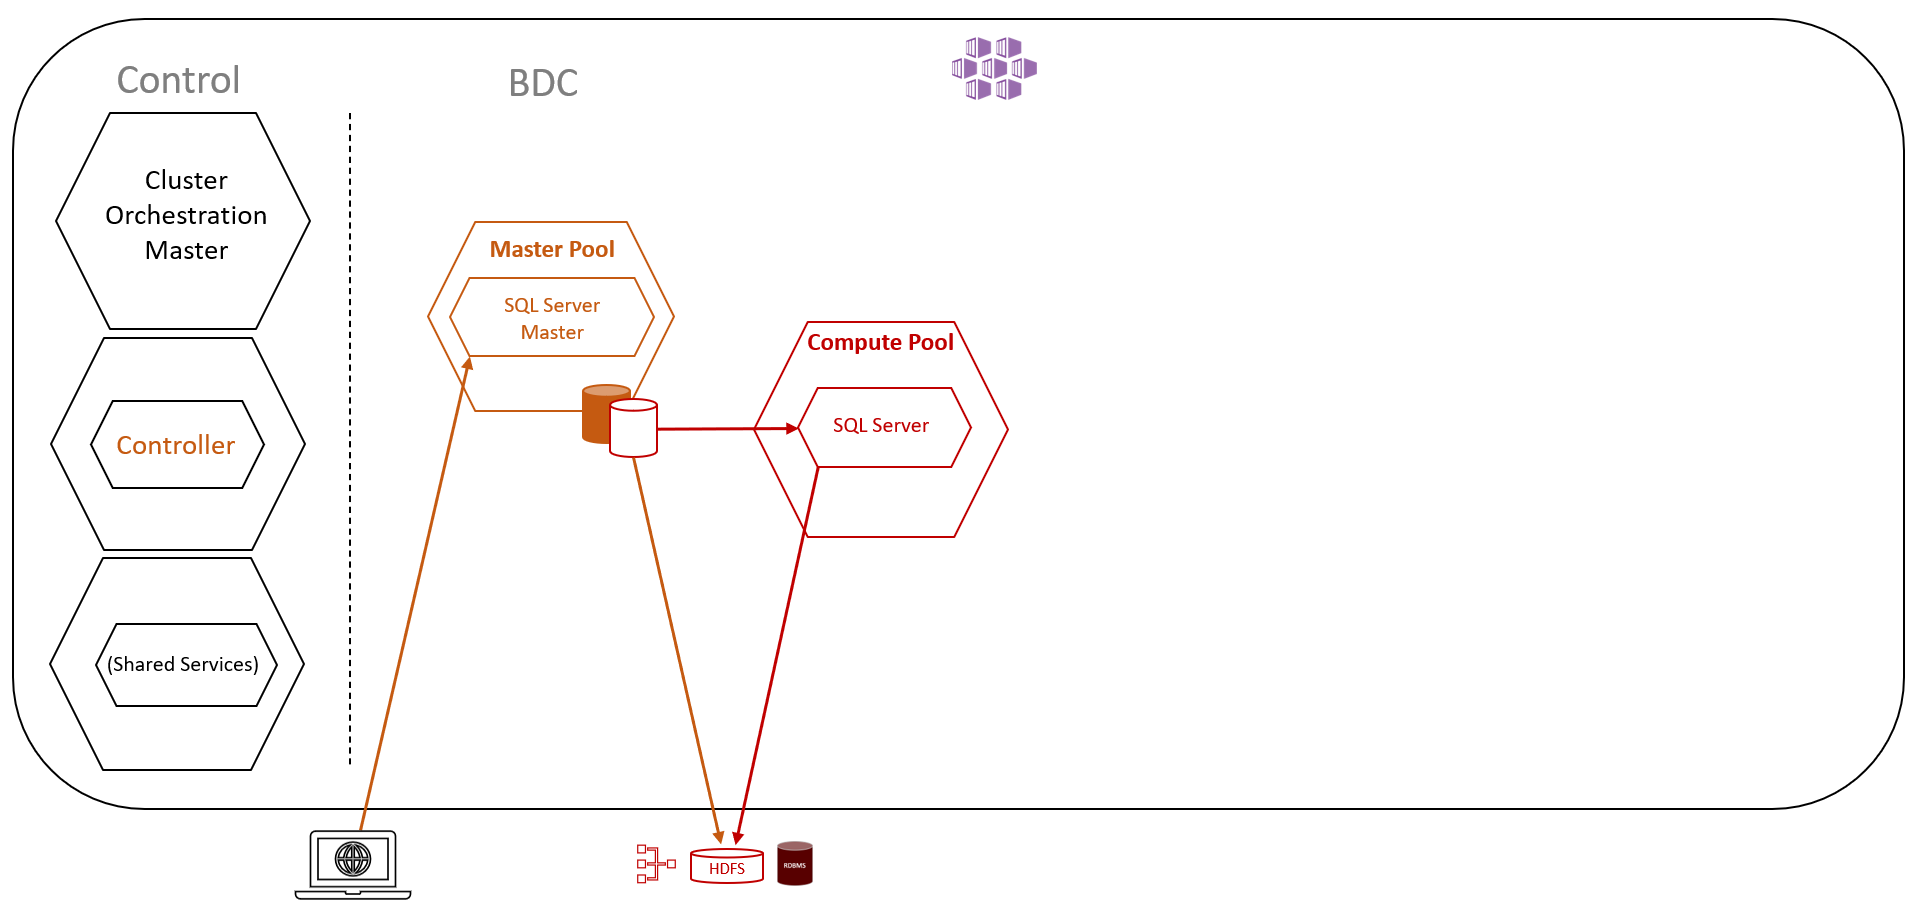 Control
BDC
Cluster
Orchestration
Master
Master Pool
SQL Server
Master
Compute Pool
SQL Server
Controller
(Shared Services)
HDFS
RDBMS